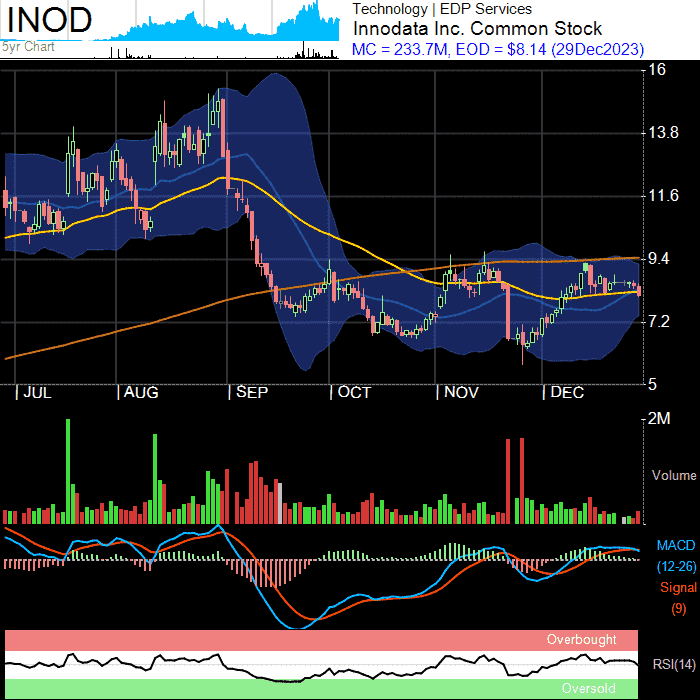 INOD
5yr Chart
Technology | EDP Services
Innodata Inc. Common Stock
MC = 233.7M, EOD = $8.14 (29Dec2023)
16
13.8
11.6
9.4
7.2
5
JUL AUG SEP OCT NOV DEC
2M
Volume
MACD
(12-26)
Signal
(9)
Overbought
RSI(14)
Oversold